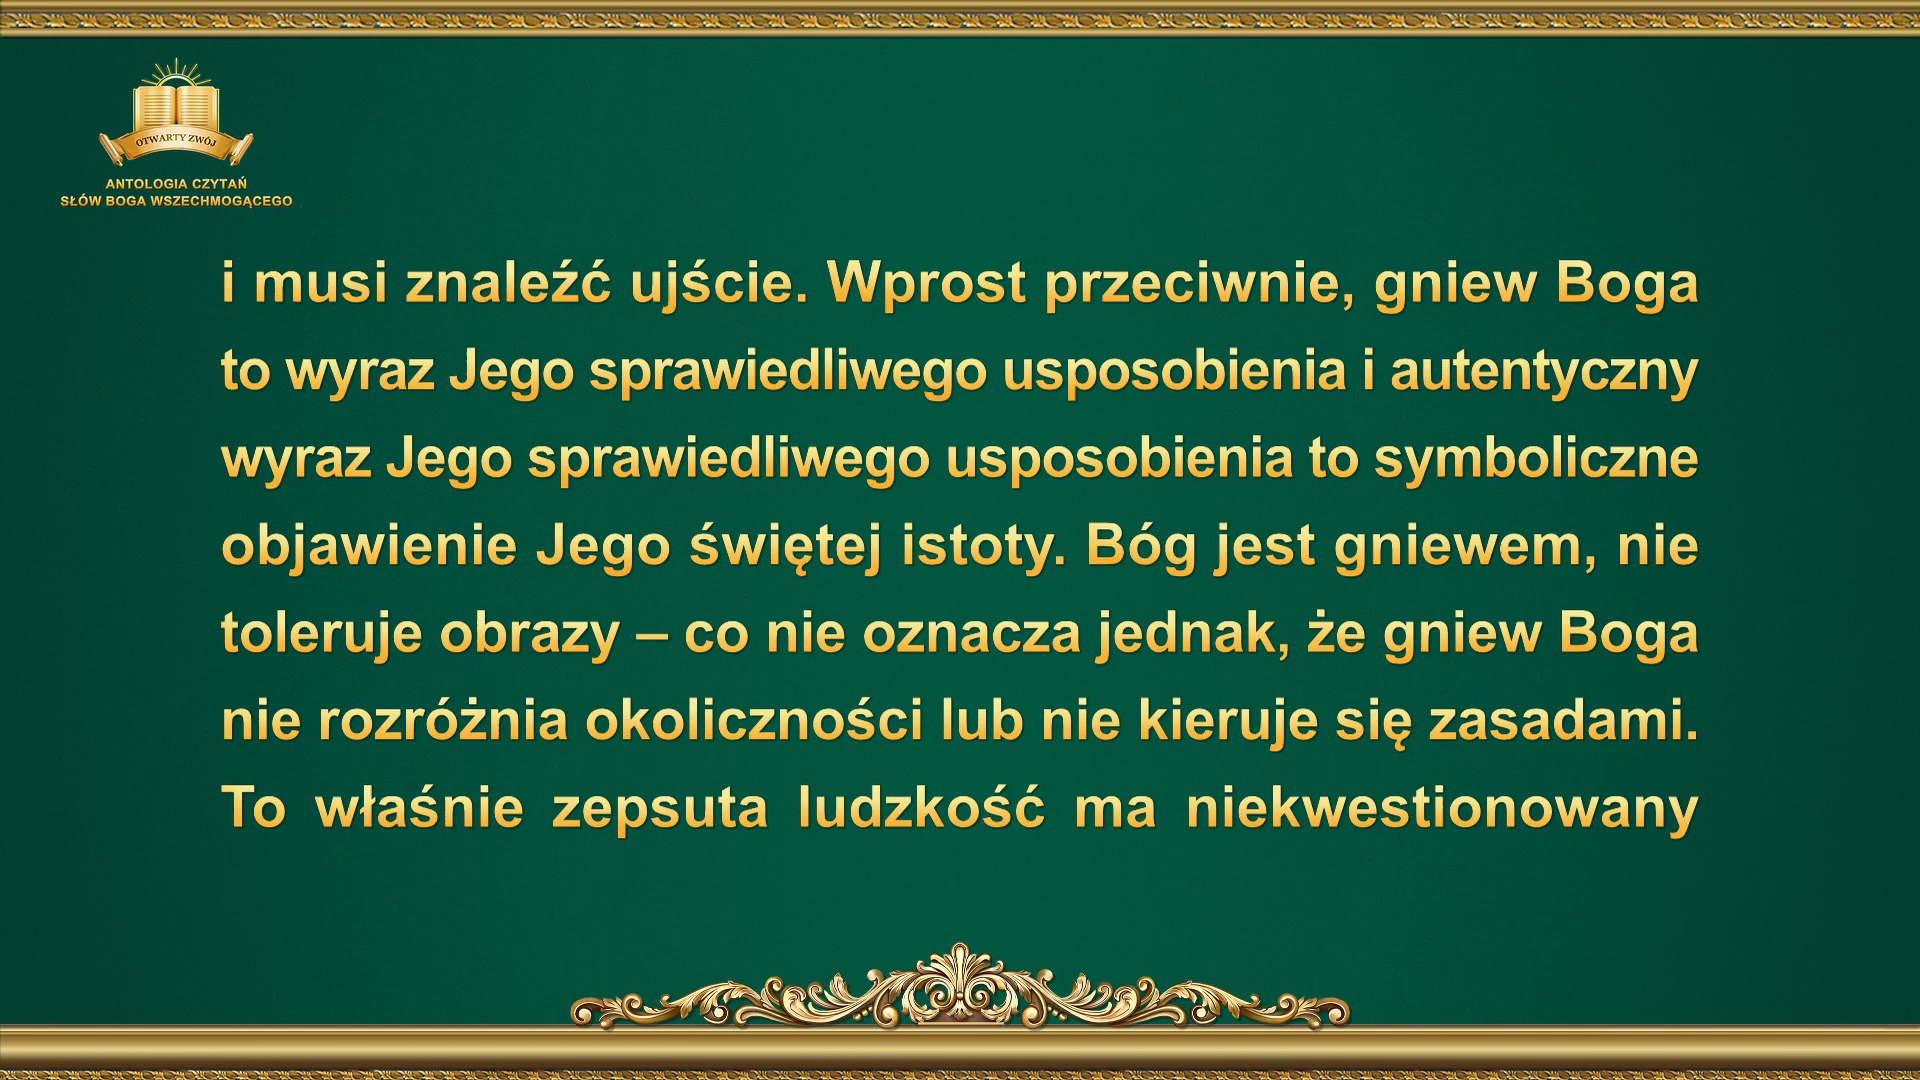 OTWARTY ZWÓJ
ANTOLOGIA CZYTAŃ
SŁÓW BOGA WSZECHMOGĄCEGO
i musi znaleźć ujście. Wprost przeciwnie, gniew Boga
to wyraz Jego sprawiedliwego usposobienia i autentyczny
wyraz Jego sprawiedliwego usposobienia to symboliczne
objawienie Jego świętej istoty. Bóg jest gniewem, nie
toleruje obrazy – co nie oznacza jednak, że gniew Boga
nie rozróżnia okoliczności lub nie kieruje się zasadami.
To właśnie zepsuta ludzkość ma niekwestionowany